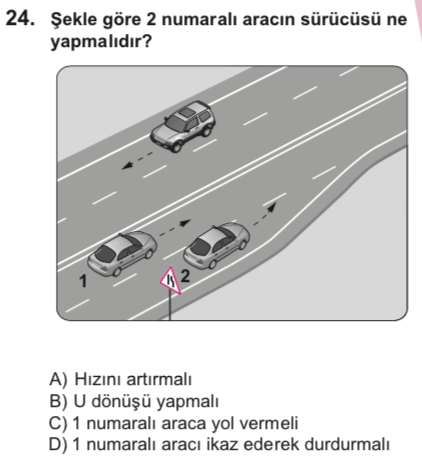 24. Şekle göre 2 numaralı aracın sürücüsü ne
yapmalıdır?
1
2
A) Hızını artırmalı
B) U dönüşü yapmalı
C) 1 numaralı araca yol vermeli
D) 1 numaralı aracı ikaz ederek durdurmalı